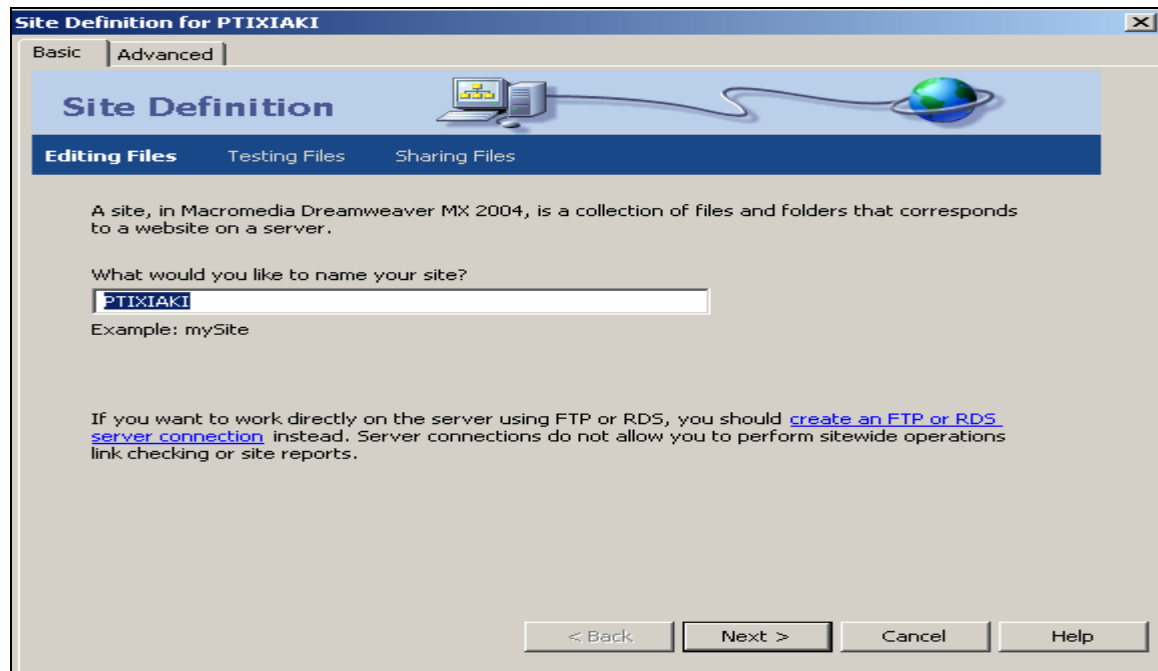 Site Definition for PTIXIAKI
Basic Advanced
Site Definition
Editing Files Testing Files Sharing Files
A site, in Macromedia Dreamweaver MX 2004, is a collection of files and folders that corresponds
to a website on a server.
What would you like to name your site?
PTIXIAKI
Example: mySite
If you want to work directly on the server using FTP or RDS, you should create an FTP or RDS
server connection instead. Server connections do not allow you to perform sitewide operations
link checking or site reports.
< Back Next > Cancel Help